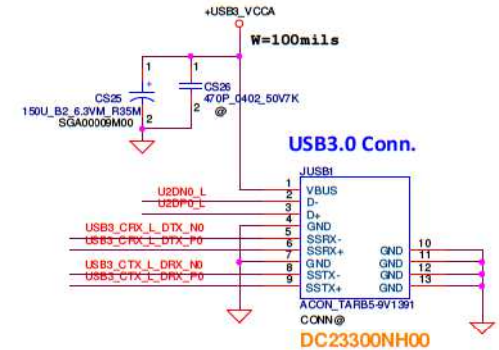 +USB3_VCCA
W=100mils
1 1
CS25 CS26
150U_B2_6.3VM_R35M 470P_0402_50V7K
SGA00009M00 2 2 @
USB3.0 Conn.
JUSB1
1 VBUS
U2DN0_L 2 D-
U2DP0_L 3 D+
4 GND
USB3_CRX_L_DTX_N0 5 SSRX-
USB3_CRX_L_DTX_P0 6 SSRX+ GND 10
7 GND GND 11
USB3_CTX_L_DRX_N0 8 SSTX- GND 12
USB3_CTX_L_DRX_P0 9 SSTX+ GND 13
ACON_TARB5-9V1391
CONN@
DC23300NH00